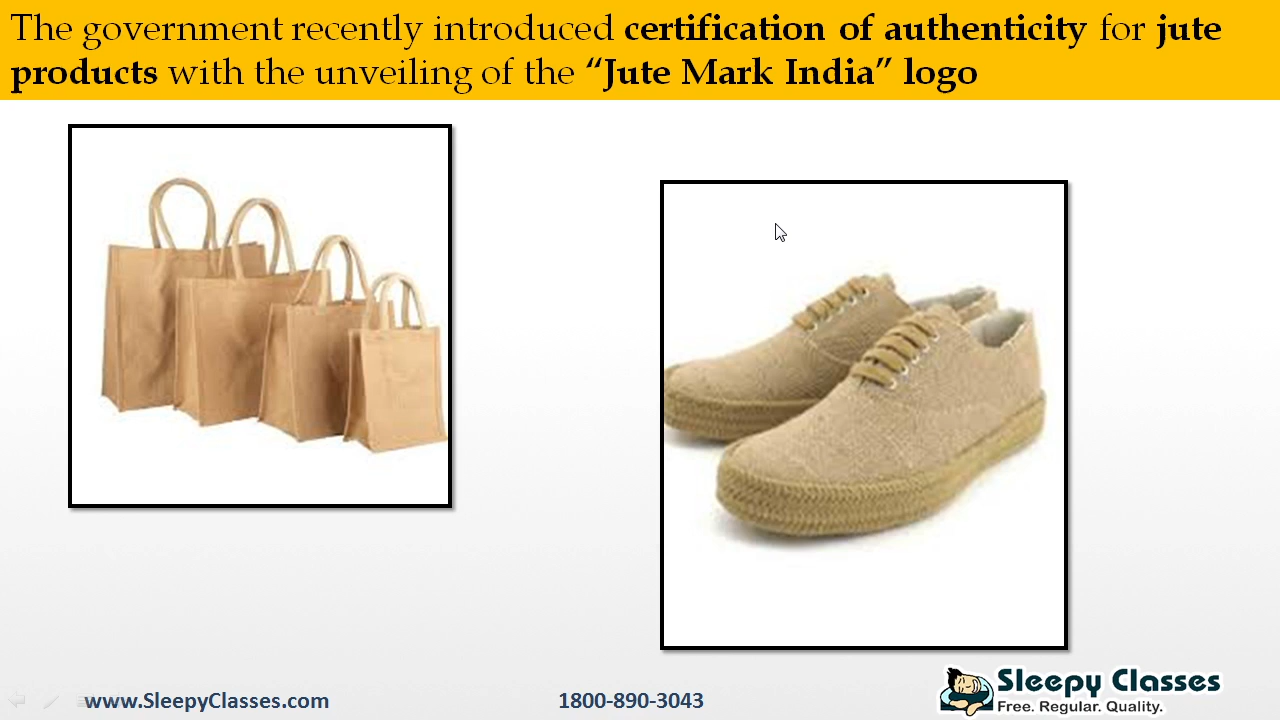 The government recently introduced certification of authenticity for jute
products with the unveiling of the “Jute Mark India” logo
www.SleepyClasses.com
1800-890-3043
Sleepy Classes
Free. Regular. Quality.